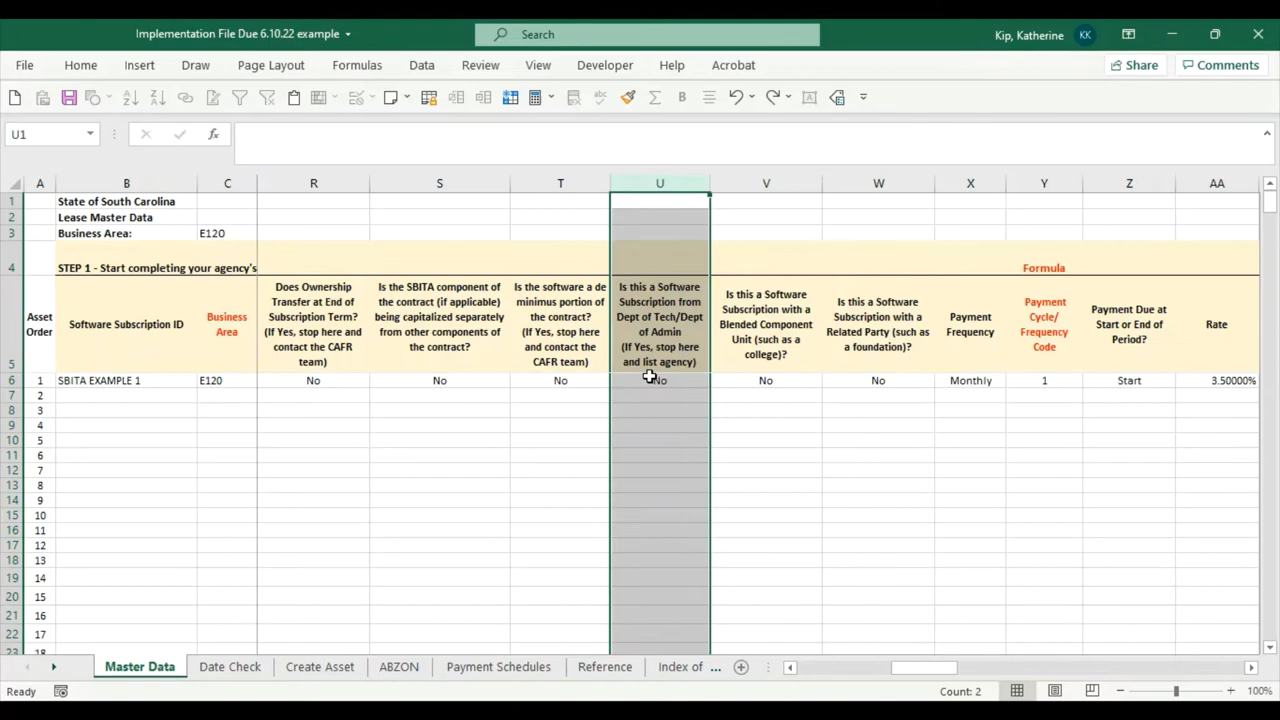 Implementation File Due 6.10.22 example
Search
Kip, Katherine KK
File Home Insert Draw Page Layout Formulas Data Review View Developer Help Acrobat Share Comments
U1
A B C R S T U V W X Y Z AA
1 State of South Carolina
2 Lease Master Data
3 Business Area: E120
4 STEP 1 - Start completing your agency's Formula
5
Asset
Order
Software Subscription ID
Business
Area
Does Ownership
Transfer at End of
Subscription Term?
(If Yes, stop here and
contact the CAFR
team)
Is the SBITA component of
the contract (if applicable)
being capitalized separately
from other components of
the contract?
Is the software a de
minimus portion of
the contract?
(If Yes, stop here
and contact the
CAFR team)
Is this a Software
Subscription from
Dept of Tech/Dept
of Admin
(If Yes, stop here
and list agency)
Is this a Software
Subscription with a
Blended Component
Unit (such as a
college)?
Is this a Software
Subscription with a
Related Party (such as
a foundation)?
Payment
Frequency
Payment
Cycle/
Frequency
Code
Payment Due at
Start or End of
Period?
Rate
6 1 SBITA EXAMPLE 1 E120 No No No No No No Monthly 1 Start 3.50000%
7 2
8 3
9 4
10 5
11 6
12 7
13 8
14 9
15 10
16 11
17 12
18 13
19 14
20 15
21 16
22 17
23 18
Master Data Date Check Create Asset ABZON Payment Schedules Reference Index of ...
Ready Count: 2 100%